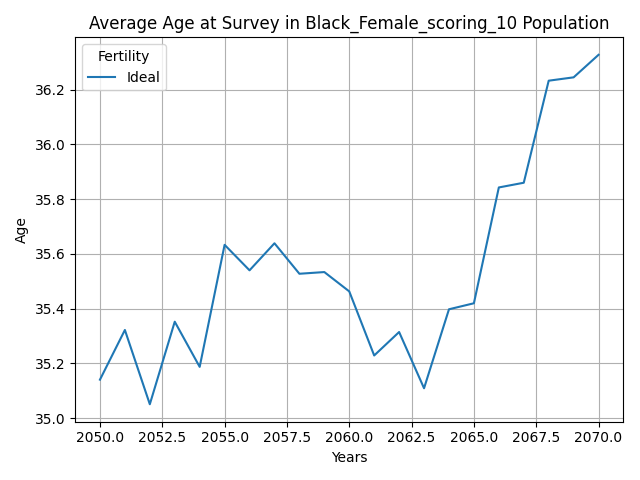 Average Age at Survey in Black_Female_scoring_10 Population
Fertility
Ideal
Age
36.2
36.0
35.8
35.6
35.4
35.2
35.0
2050.0 2052.5 2055.0 2057.5 2060.0 2062.5 2065.0 2067.5 2070.0
Years